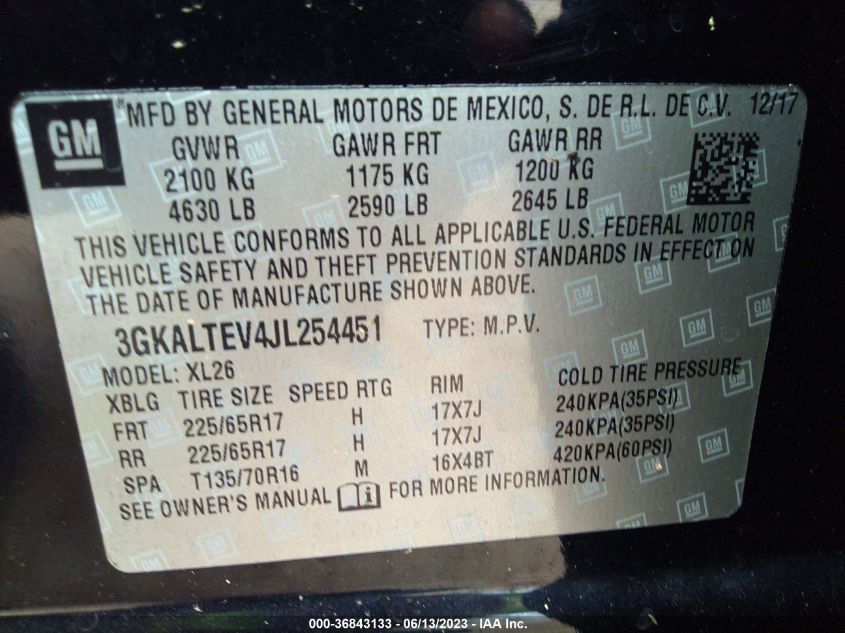 GM
® MFD BY GENERAL MOTORS DE MEXICO, S. DE R.L. DE C.V. 12/17
GVWR GAWR FRT GAWR RR
2100 KG 1175 KG 1200 KG
4630 LB 2590 LB 2645 LB
THIS VEHICLE CONFORMS TO ALL APPLICABLE U.S. FEDERAL MOTOR
VEHICLE SAFETY AND THEFT PREVENTION STANDARDS IN EFFECT ON
THE DATE OF MANUFACTURE SHOWN ABOVE.
3GKALTEV4JL254451 TYPE: M.P.V.
MODEL: XL26
XBLG TIRE SIZE SPEED RTG RIM COLD TIRE PRESSURE
FRT 225/65R17 H 17X7J 240KPA(35PSI)
RR 225/65R17 H 17X7J 240KPA(35PSI)
SPA T135/70R16 M 16X4BT 420KPA(60PSI)
SEE OWNER'S MANUAL i FOR MORE INFORMATION.
000-36843133 - 06/13/2023 - IAA Inc.